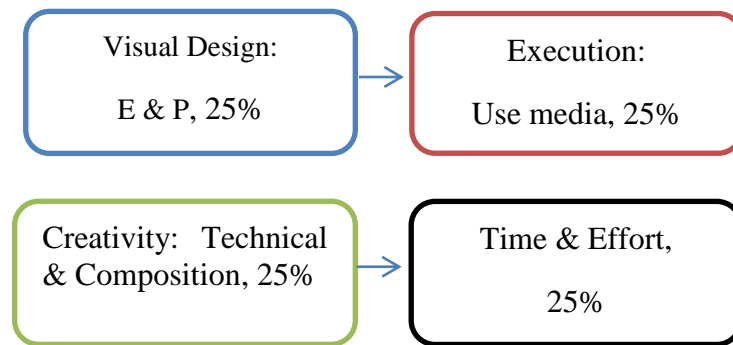 Visual Design:
E & P, 25%
Execution:
Use media, 25%
Creativity: Technical
& Composition, 25%
Time & Effort,
25%